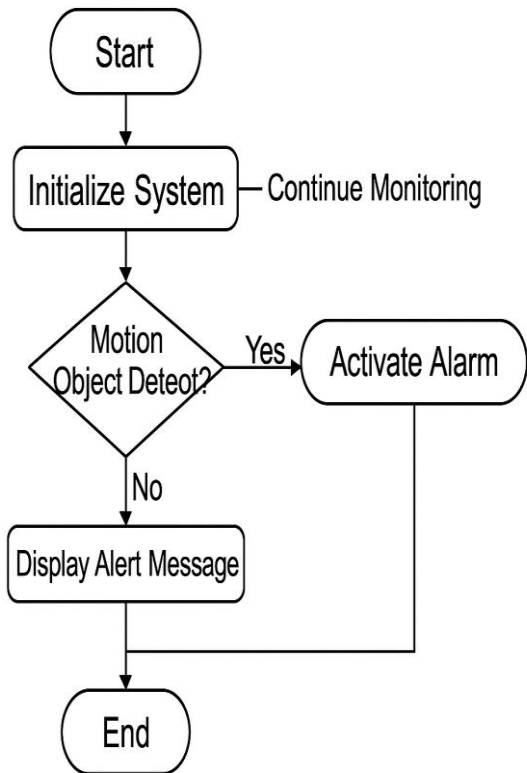 Start
Initialize System
Continue Monitoring
Motion
Object Deteot?
Yes
Activate Alarm
No
Display Alert Message
End